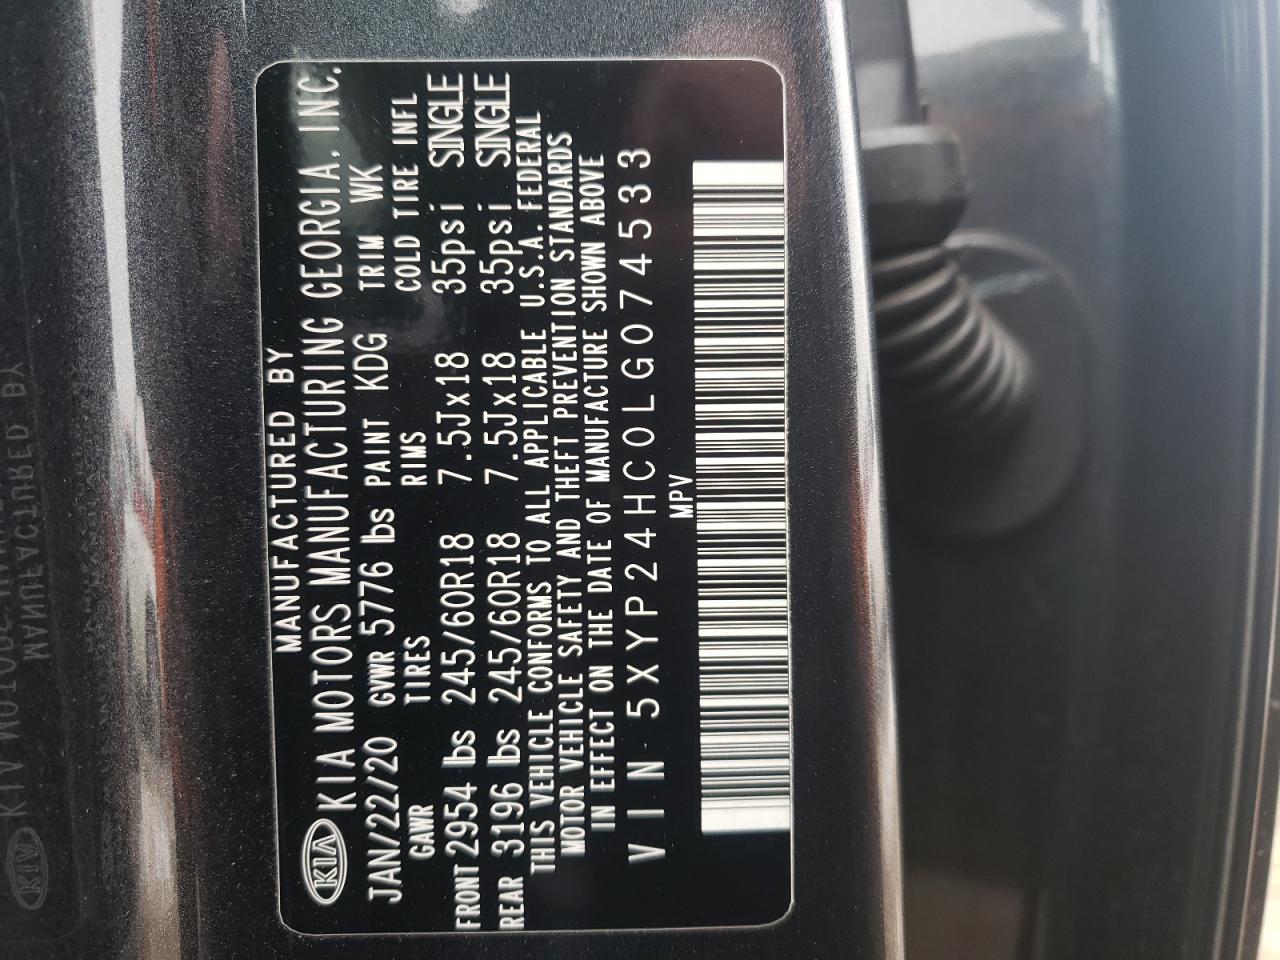 MANUFACTURED BY
KIA KIA MOTORS MANUFACTURING GEORGIA, INC.
JAN/22/20 GVWR 5776 lbs PAINT KDG TRIM WK
GAWR TIRES RIMS COLD TIRE INFL
FRONT 2954 lbs 245/60R18 7.5Jx18 35psi SINGLE
REAR 3196 lbs 245/60R18 7.5Jx18 35psi SINGLE
THIS VEHICLE CONFORMS TO ALL APPLICABLE U.S.A. FEDERAL
MOTOR VEHICLE SAFETY AND THEFT PREVENTION STANDARDS
IN EFFECT ON THE DATE OF MANUFACTURE SHOWN ABOVE
VIN 5XYP24HC0LG074533
MPV